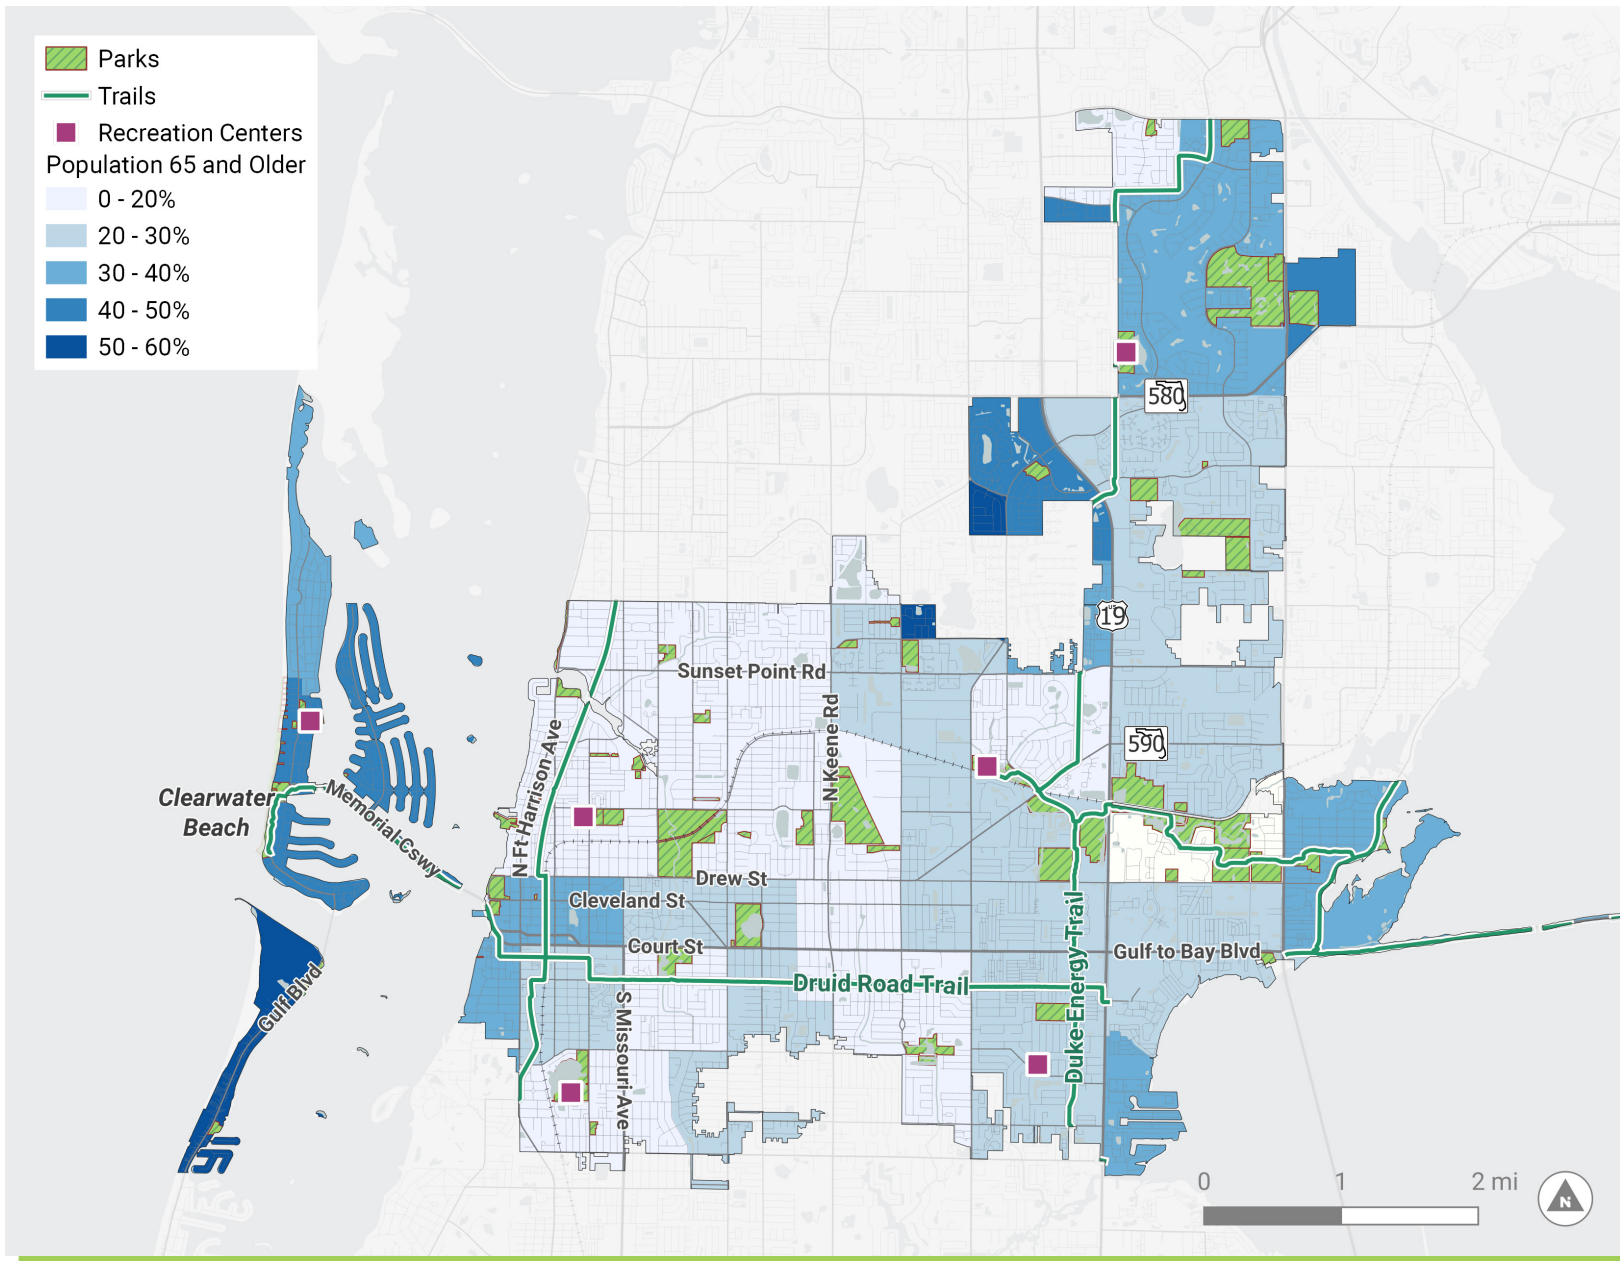 Parks
Trails
Recreation Centers
Population 65 and Older
0 - 20%
20 - 30%
30 - 40%
40 - 50%
50 - 60%
580
US
19
Sunset Point Rd
N Keene Rd
590
N Ft Harrison Ave
Clearwater
Beach
Memorial Cswy
Drew St
Cleveland St
Court St
Gulf to Bay Blvd
Druid Road Trail
Duke Energy Trail
Gulf Blvd
S Missouri Ave
0 1 2 mi
N